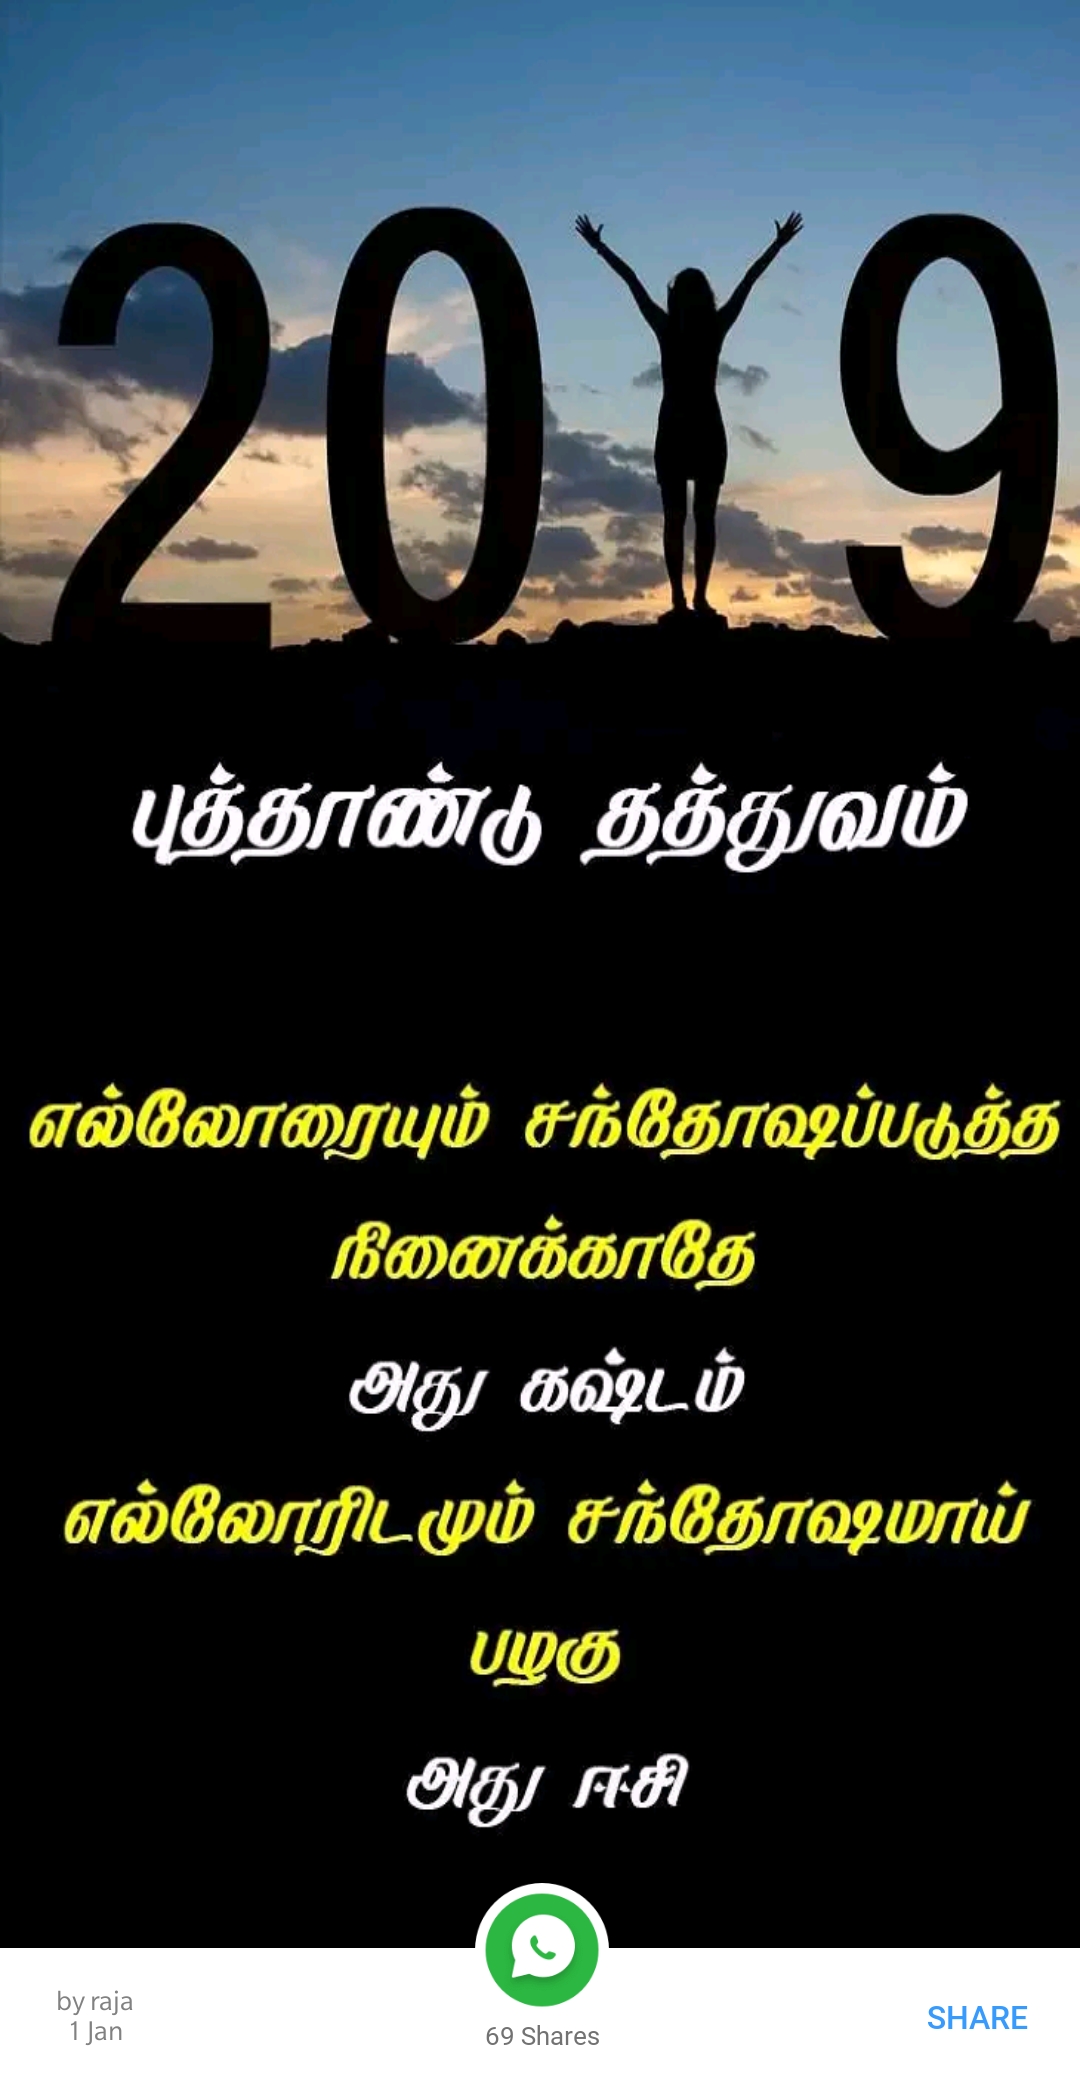 2019
புத்தாண்டு தத்துவம்
எல்லோரையும் சந்தோஷப்படுத்த
நினைக்காதே
அது கஷ்டம்
எல்லோரிடமும் சந்தோஷமாய்
பழகு
அது ஈசி
by raja
1 Jan
69 Shares
SHARE